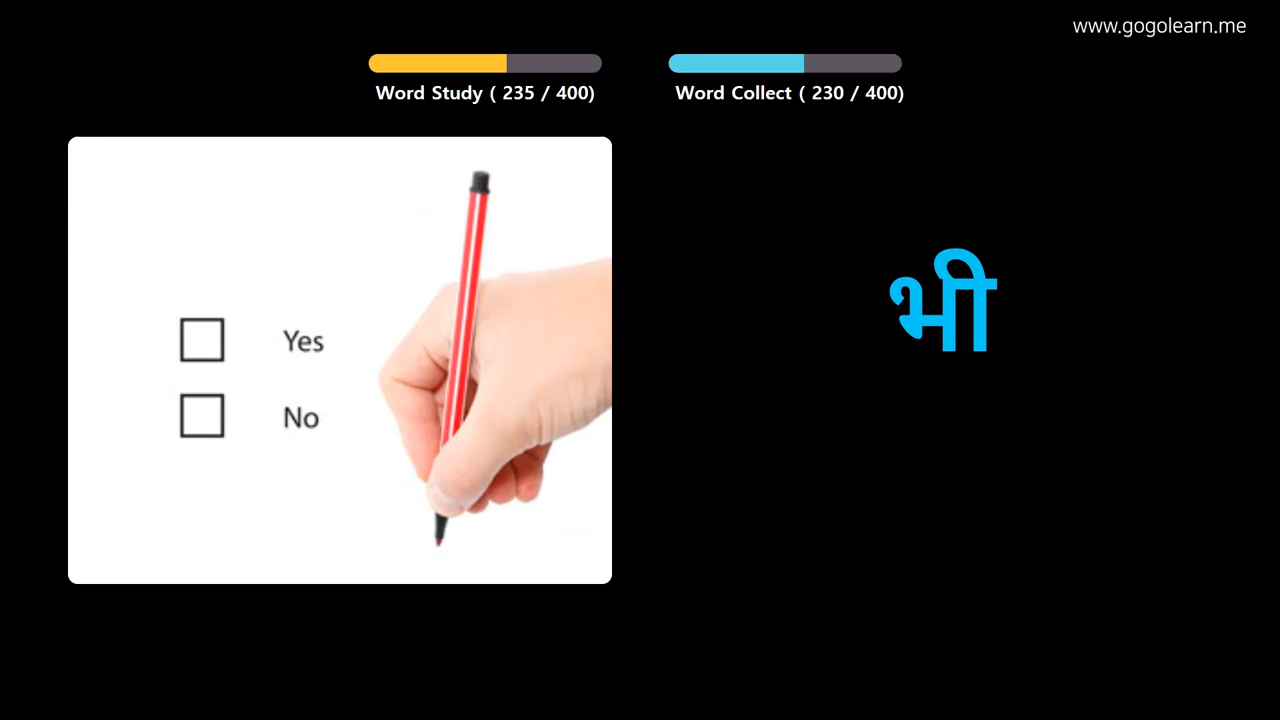 www.gogolearn.me
Word Study ( 235 / 400)
Word Collect ( 230 / 400)
Yes
No
भी